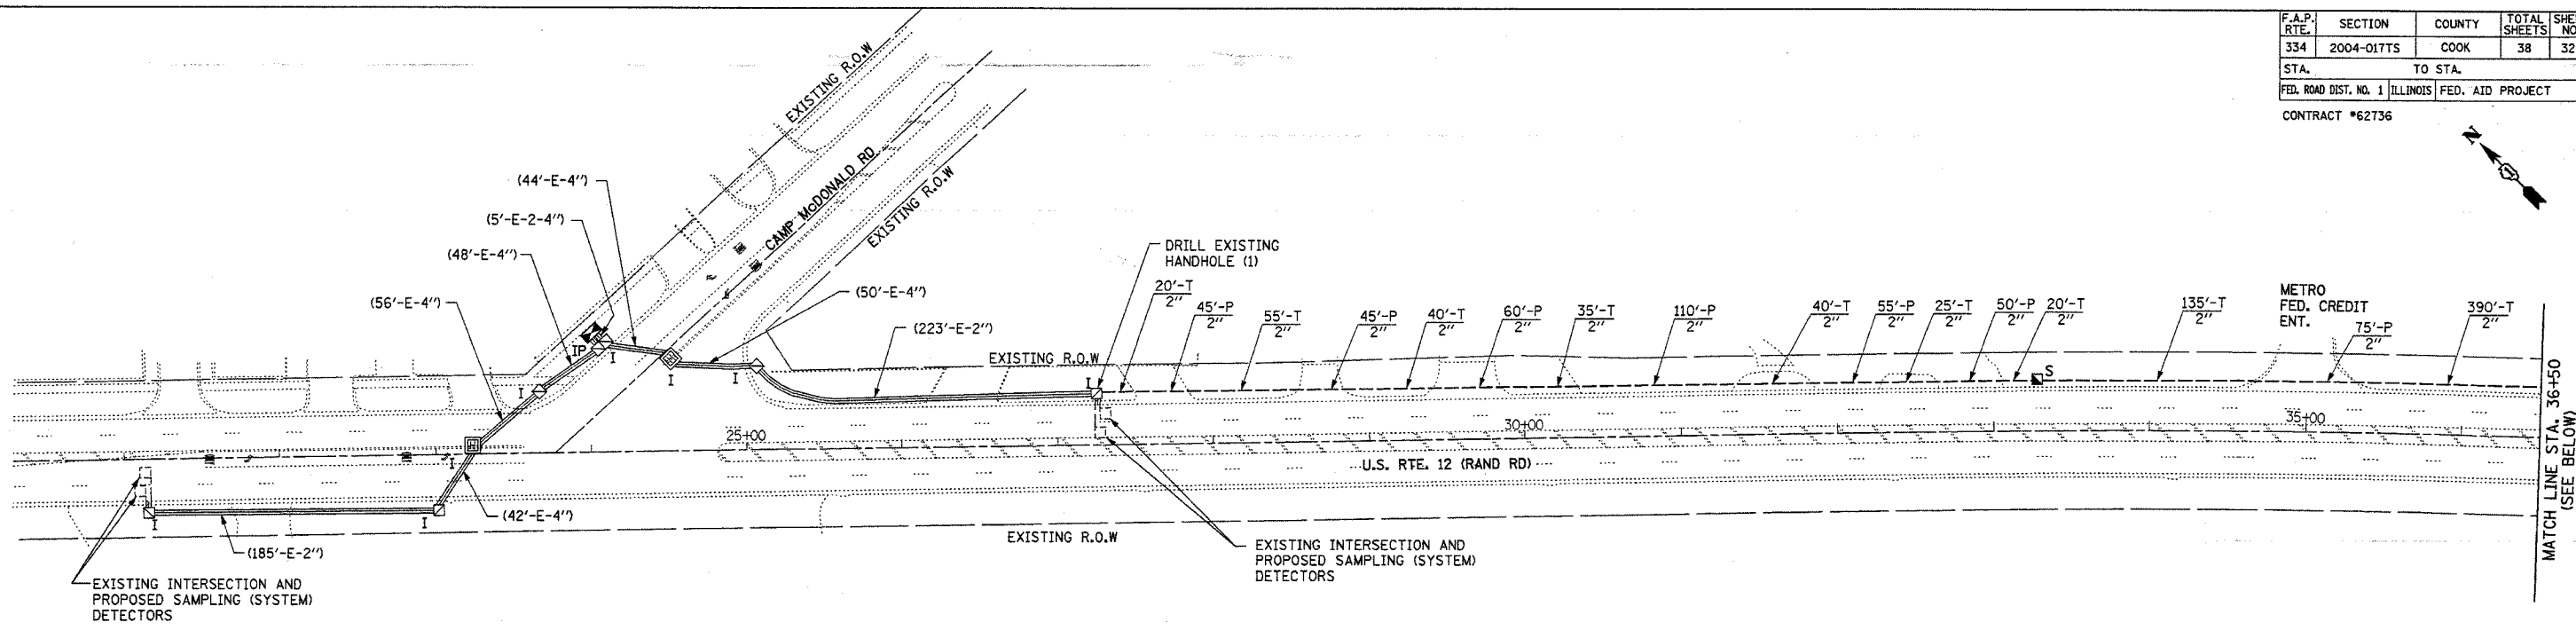 F.A.P. RTE. SECTION COUNTY TOTAL SHEETS
334 2004-017TS COOK 38 32
STA. TO STA.
FED. ROAD DIST. NO. 1 ILLINOIS FED. AID PROJECT
CONTRACT #62736
N
EXISTING R.O.W
CAMP McDONALD RD
EXISTING R.O.W
(44'-E-4")
(5'-E-2-4")
(48'-E-4")
(56'-E-4")
(50'-E-4")
(223'-E-2")
DRILL EXISTING
HANDHOLE (1)
20'-T
2"
45'-P
2"
55'-T
2"
45'-P
2"
40'-T
2"
60'-P
2"
35'-T
2"
110'-P
2"
40'-T
2"
55'-P
2"
25'-T
2"
50'-P
2"
20'-T
2"
135'-T
2"
METRO
FED. CREDIT
ENT.
75'-P
2"
390'-T
2"
IP
I
I
I
I
I
S
EXISTING R.O.W
25+00
30+00
35+00
U.S. RTE. 12 (RAND RD)
I
I
I
(42'-E-4")
(185'-E-2")
EXISTING R.O.W
EXISTING INTERSECTION AND
PROPOSED SAMPLING (SYSTEM)
DETECTORS
EXISTING INTERSECTION AND
PROPOSED SAMPLING (SYSTEM)
DETECTORS
MATCH LINE STA. 36+50
(SEE BELOW)